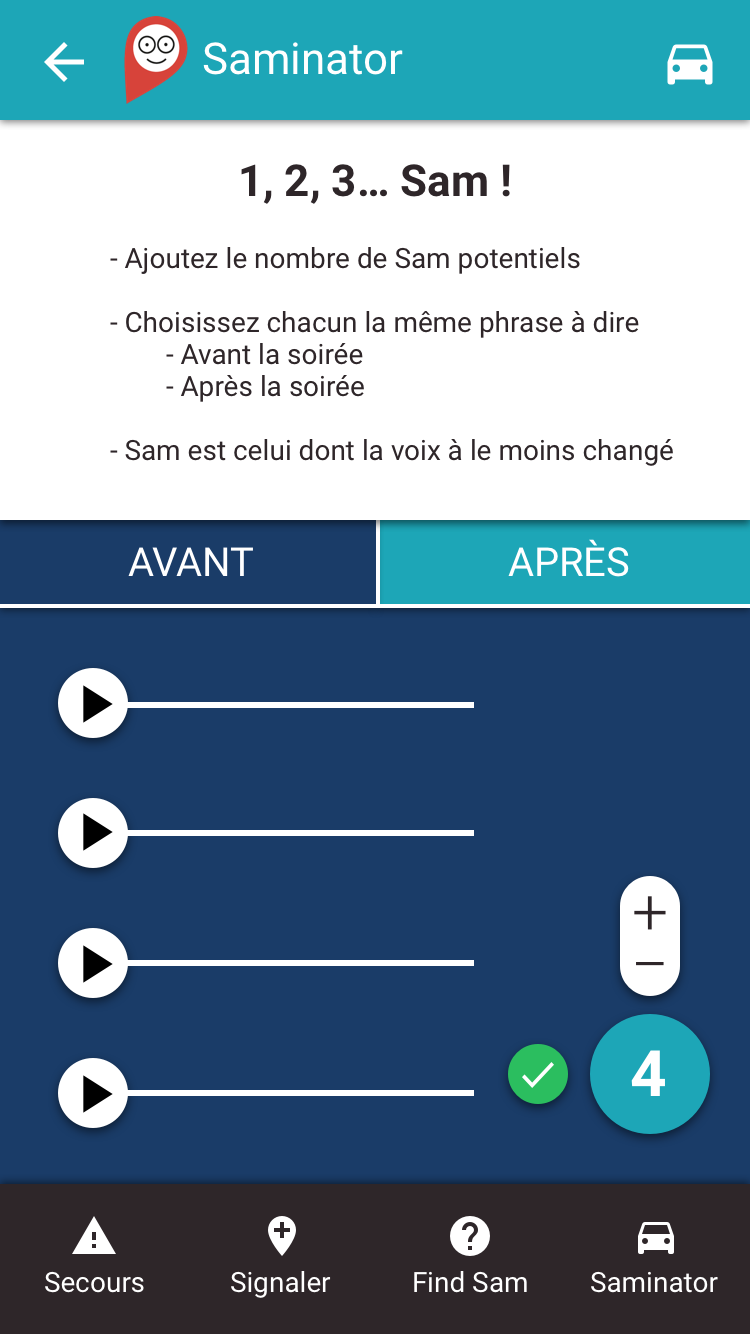 Saminator
1, 2, 3... Sam !
- Ajoutez le nombre de Sam potentiels
- Choisissez chacun la même phrase à dire
- Avant la soirée
- Après la soirée
- Sam est celui dont la voix à le moins changé
AVANT
APRÈS
4
Secours
Signaler
Find Sam
Saminator